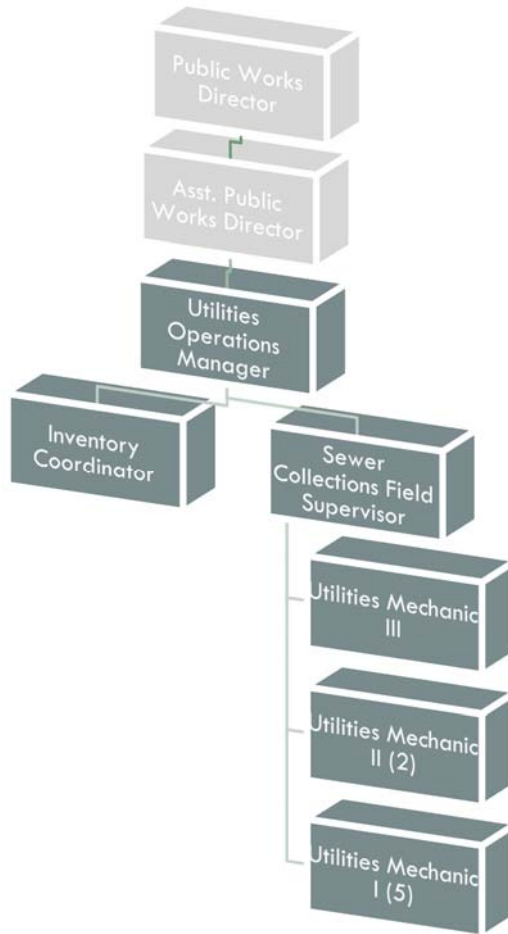 Public Works
Director
Asst. Public
Works Director
Utilities
Operations
Manager
Inventory
Coordinator
Sewer
Collections Field
Supervisor
Utilities Mechanic
III
Utilities Mechanic
II (2)
Utilities Mechanic
I (5)